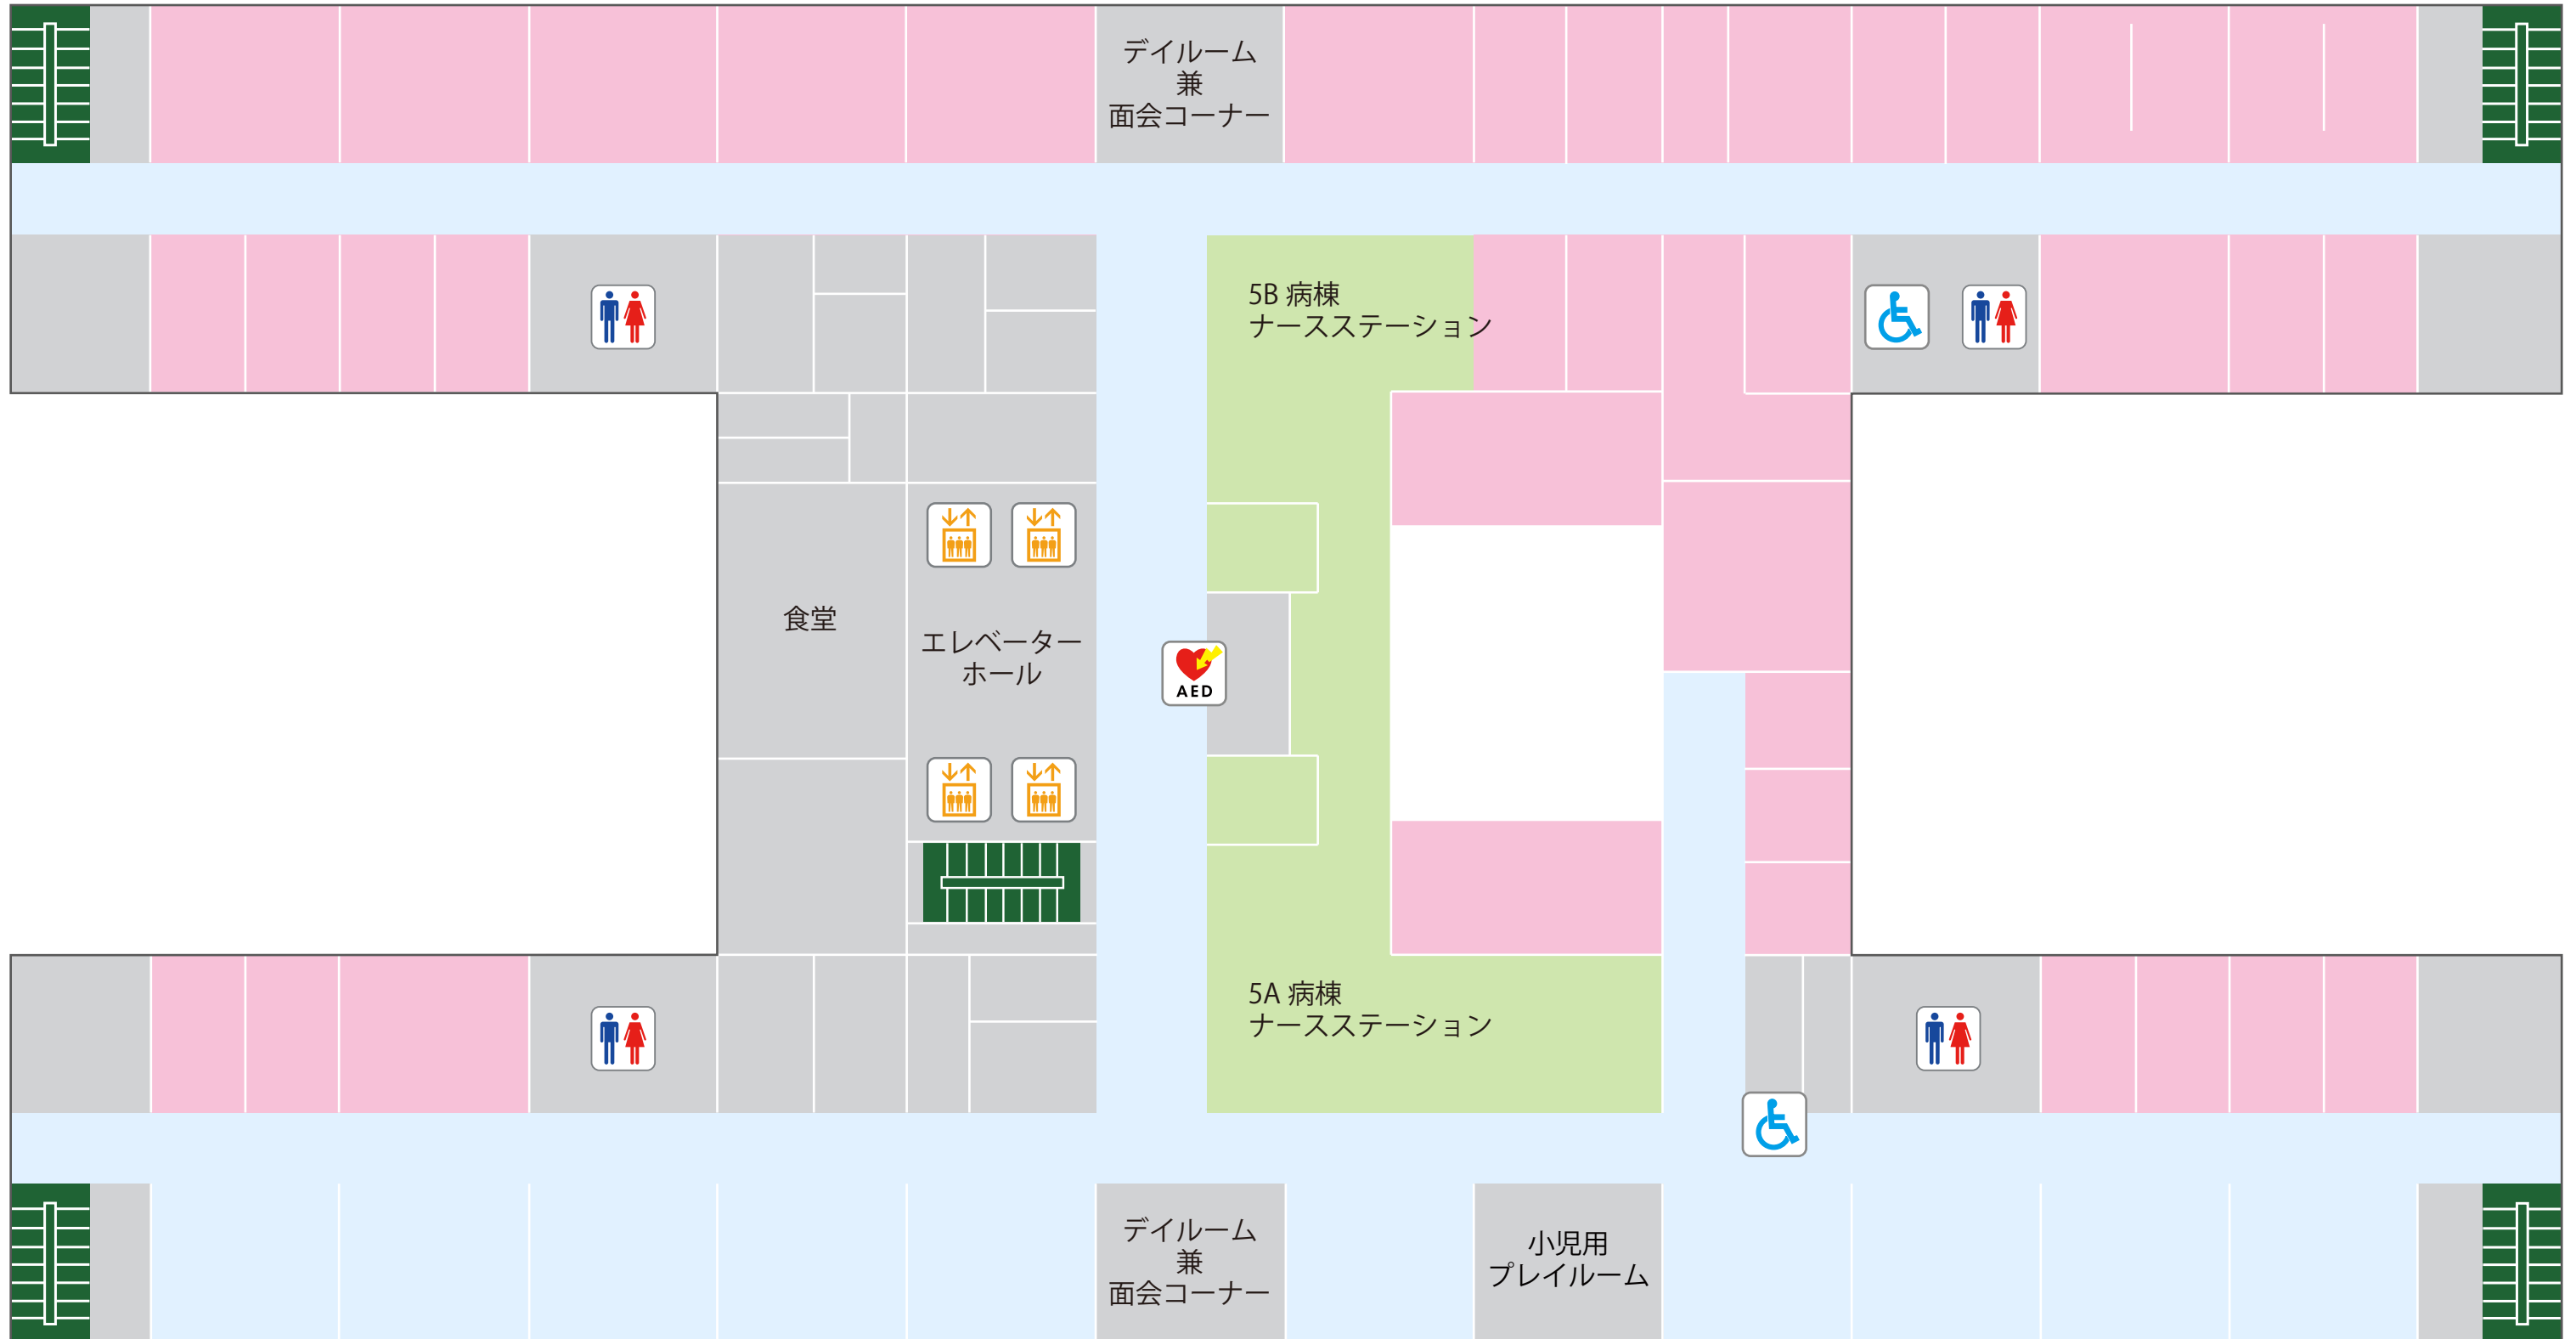 デイルーム
兼
面会コーナー
5B 病棟
ナースステーション
食堂
エレベーター
ホール
AED
5A 病棟
ナースステーション
デイルーム
兼
面会コーナー
小児用
プレイルーム